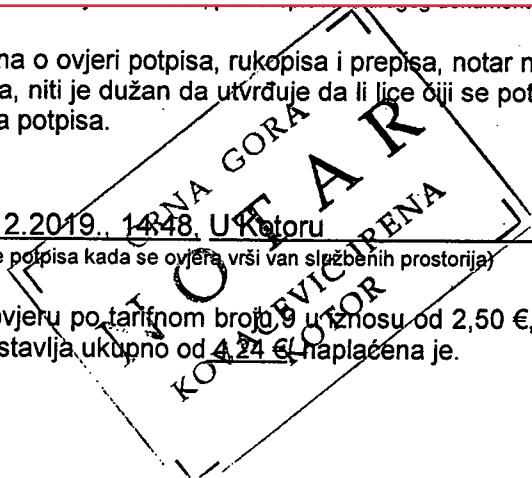 na o ovjeri potpisa, rukopisa i prepisa, notar n
a, niti je dužan da utvrđuje da li lice čiji se pot
a potpisa.
2.2019., 14:48, U Kotoru
e potpisa kada se ovjera vrši van službenih prostorija)
ovjeru po tarifnom broju 9 u iznosu od 2,50 €,
stavlja ukupno od 4,24 € naplaćena je.
CRNA GORA
NOTAR
KOVAČEVIĆ IRENA
KOTOR